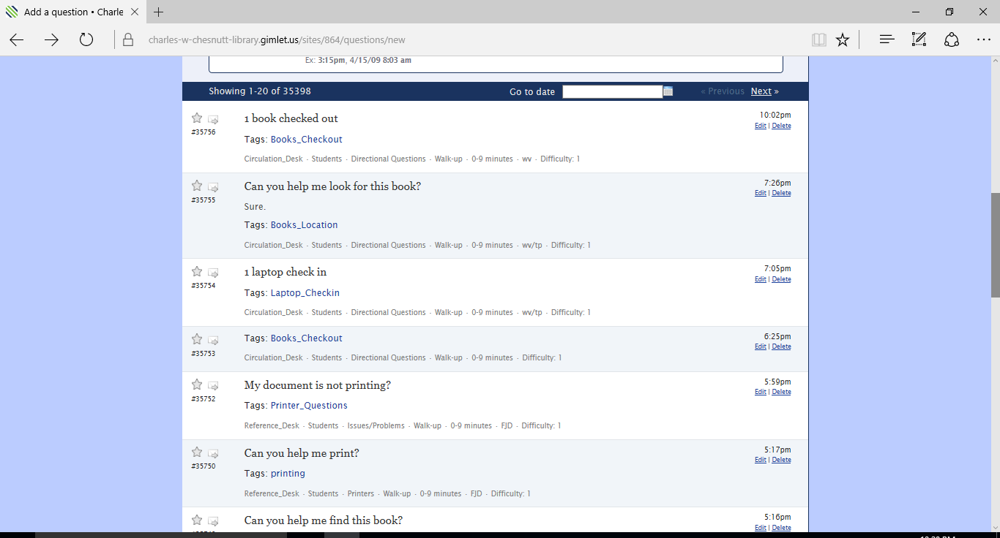 Add a question • Charle
charles-w-chesnutt-library.gimlet.us/sites/864/questions/new
Ex: 3:15pm, 4/15/09 8:03 am
Showing 1-20 of 35398 Go to date « Previous Next »
1 book checked out 10:02pm
Edit | Delete
#35756
Tags: Books_Checkout
Circulation_Desk · Students · Directional Questions · Walk-up · 0-9 minutes · wv · Difficulty: 1
Can you help me look for this book? 7:26pm
Edit | Delete
#35755
Sure.
Tags: Books_Location
Circulation_Desk · Students · Directional Questions · Walk-up · 0-9 minutes · wv/tp · Difficulty: 1
1 laptop check in 7:05pm
Edit | Delete
#35754
Tags: Laptop_Checkin
Circulation_Desk · Students · Directional Questions · Walk-up · 0-9 minutes · wv/tp · Difficulty: 1
Tags: Books_Checkout 6:25pm
Edit | Delete
#35753
Circulation_Desk · Students · Directional Questions · Walk-up · 0-9 minutes · Difficulty: 1
My document is not printing? 5:59pm
Edit | Delete
#35752
Tags: Printer_Questions
Reference_Desk · Students · Issues/Problems · Walk-up · 0-9 minutes · FJD · Difficulty: 1
Can you help me print? 5:17pm
Edit | Delete
#35750
Tags: printing
Reference_Desk · Students · Printers · Walk-up · 0-9 minutes · FJD · Difficulty: 1
Can you help me find this book? 5:16pm
Edit | Delete